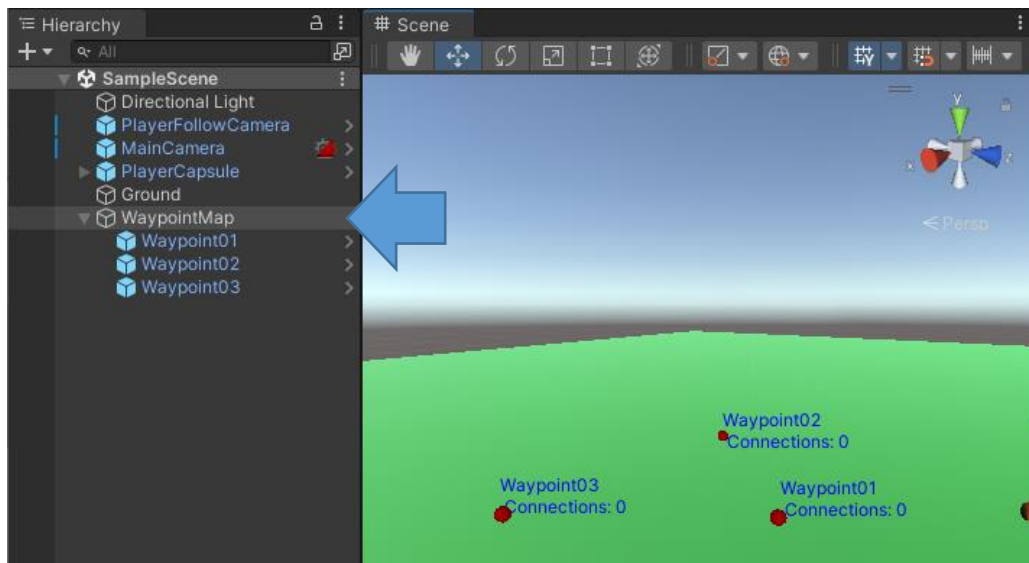 Hierarchy
All
SampleScene
Directional Light
PlayerFollowCamera
MainCamera
PlayerCapsule
Ground
WaypointMap
Waypoint01
Waypoint02
Waypoint03
# Scene
y
x
z
< Persp
Waypoint02
Connections: 0
Waypoint03
Connections: 0
Waypoint01
Connections: 0